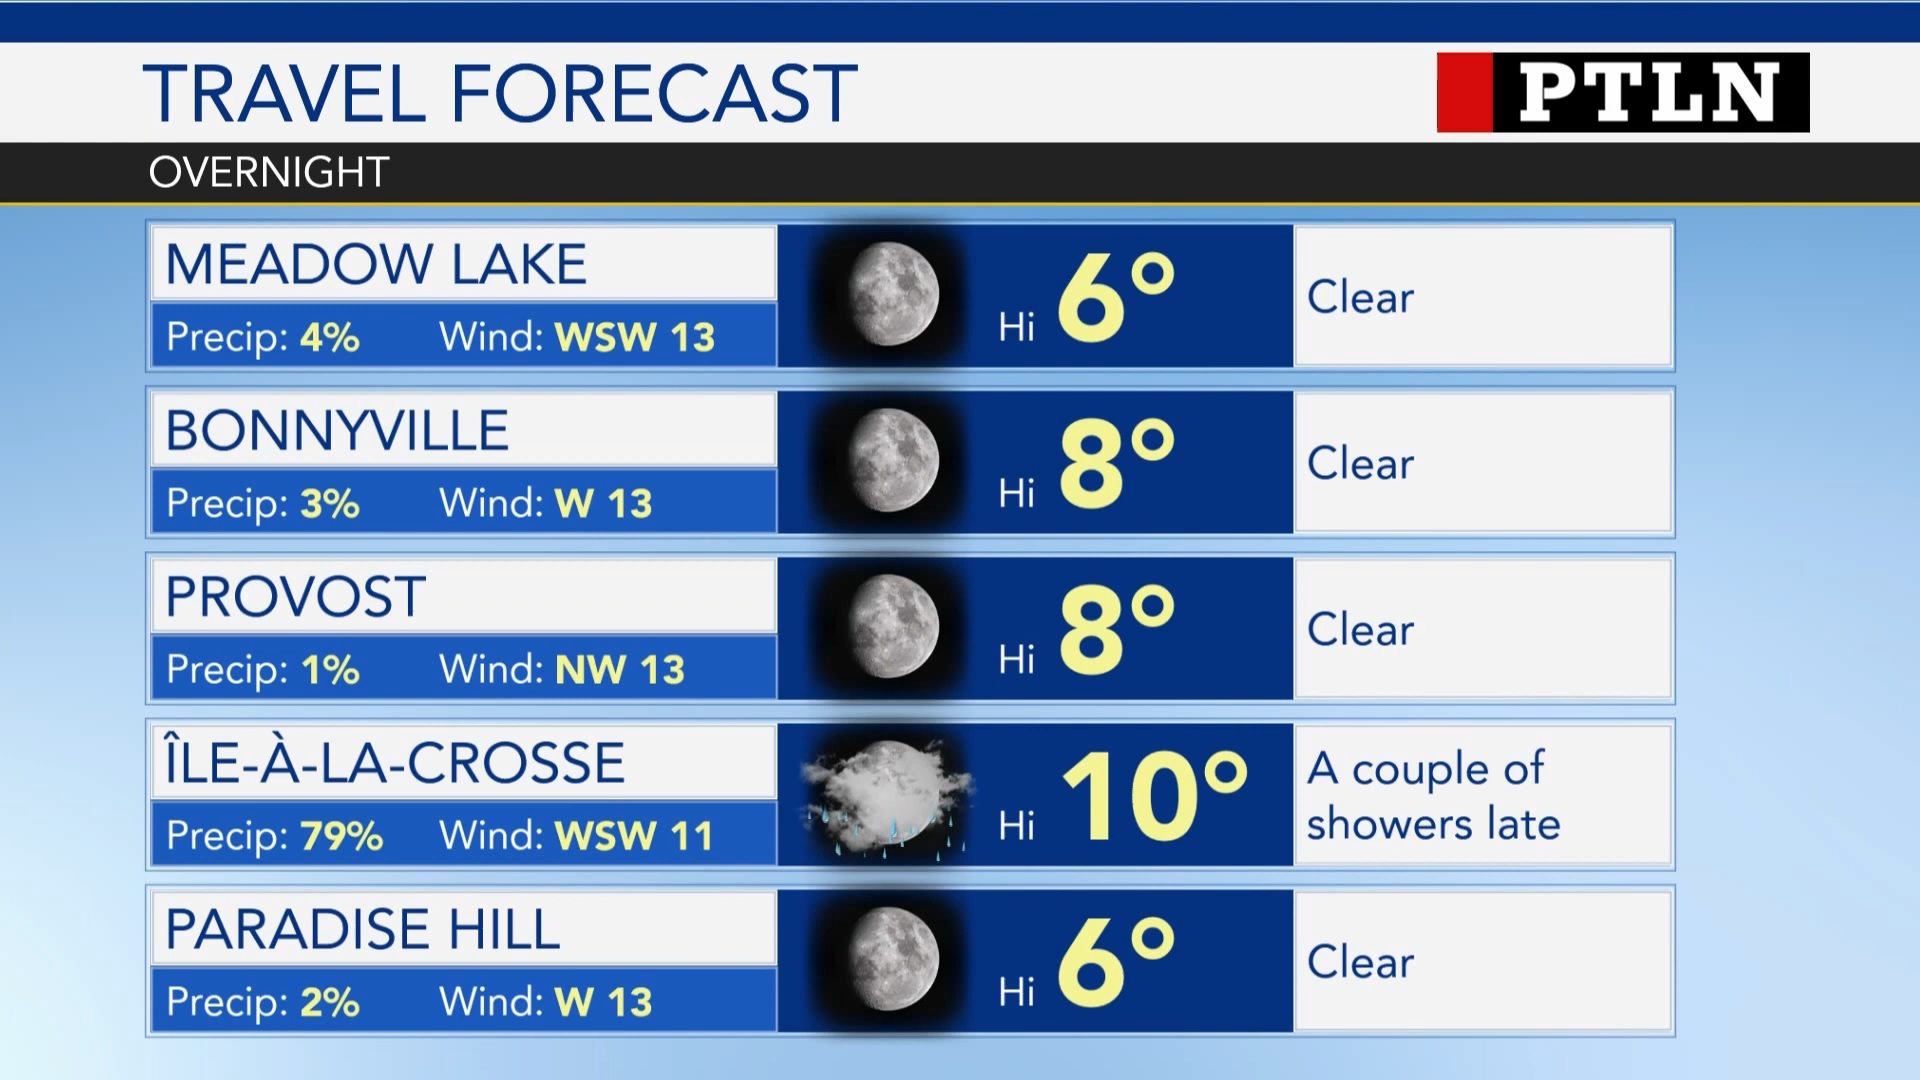 TRAVEL FORECAST
PTLN
OVERNIGHT
MEADOW LAKE
Precip: 4% Wind: WSW 13
Hi 6°
Clear
BONNYVILLE
Precip: 3% Wind: W 13
Hi 8°
Clear
PROVOST
Precip: 1% Wind: NW 13
Hi 8°
Clear
ÎLE-À-LA-CROSSE
Precip: 79% Wind: WSW 11
Hi 10°
A couple of
showers late
PARADISE HILL
Precip: 2% Wind: W 13
Hi 6°
Clear